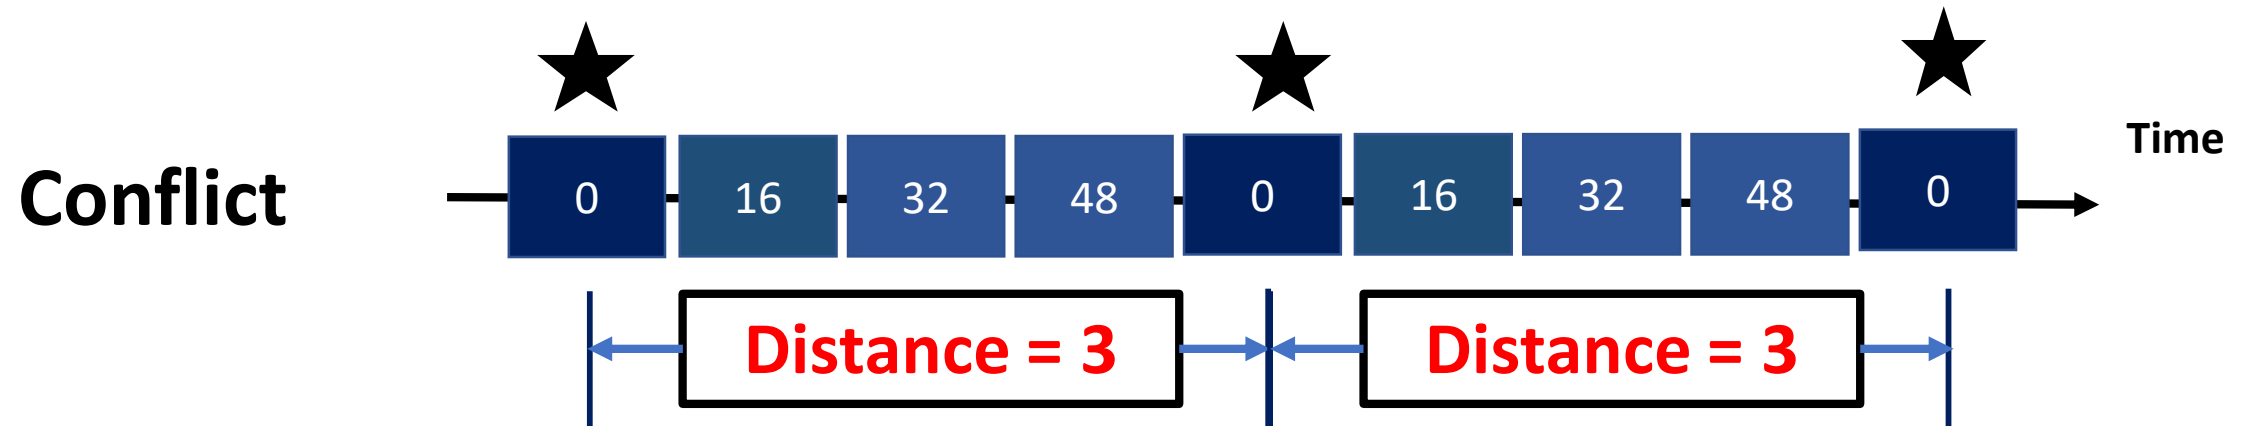 Conflict
0 16 32 48 0 16 32 48 0
Time
Distance = 3
Distance = 3